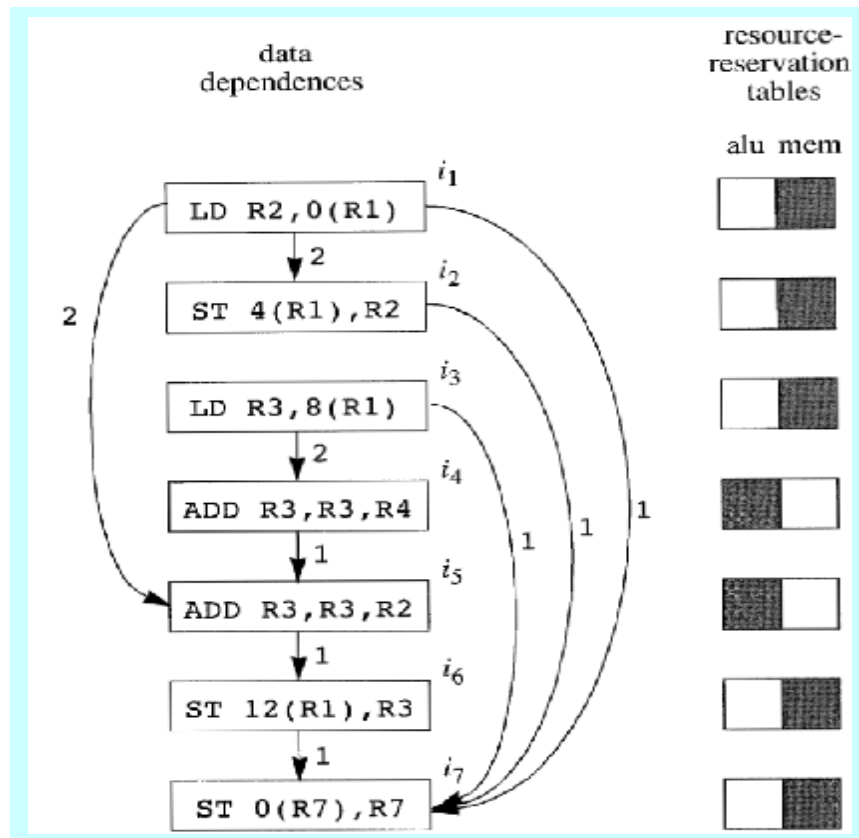 data
dependences
resource-
reservation
tables
alu mem
i1
LD R2,0(R1)
2
i2
ST 4(R1),R2
2
i3
LD R3,8(R1)
2
i4
ADD R3,R3,R4
1
1
1
1
i5
ADD R3,R3,R2
1
i6
ST 12(R1),R3
1
i7
ST 0(R7),R7